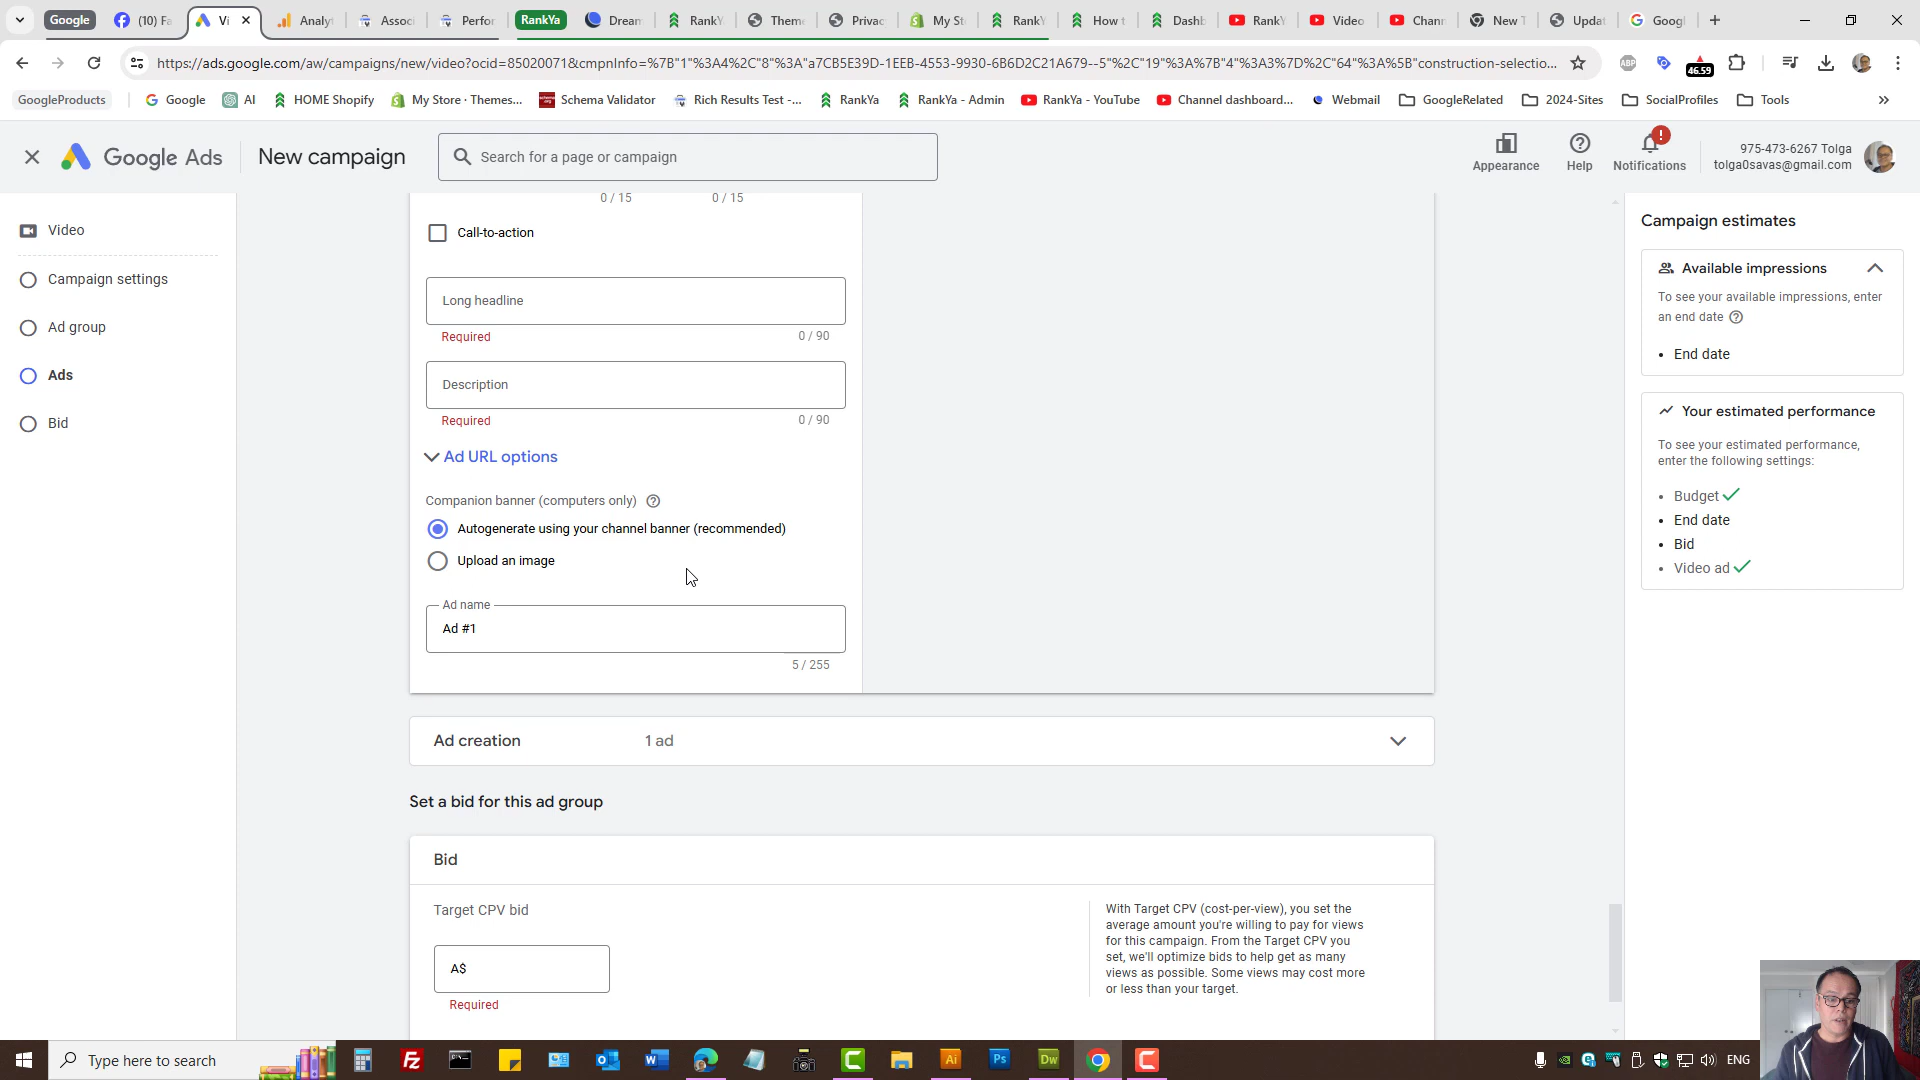 Google
(10) Fa
Vi
Analyt
Associ
Perfor
RankYa
Dream
RankY
Theme
Privac
My St
RankY
How t
Dashb
RankY
Video
Chann
New T
Updat
Googl
https://ads.google.com/aw/campaigns/new/video?ocid=85020071&cmpnInfo=%7B"1"%3A4%2C"8"%3A"a7CB5E39D-1EEB-4553-9930-6B6D2C21A679--5"%2C"19"%3A%7B"4"%3A3%7D%2C"64"%3A%5B"construction-selectio...
ABP
46.59
GoogleProducts
Google
AI
HOME Shopify
My Store · Themes...
Schema Validator
Rich Results Test -...
RankYa
RankYa - Admin
RankYa - YouTube
Channel dashboard...
Webmail
GoogleRelated
2024-Sites
SocialProfiles
Tools
Google Ads
New campaign
Search for a page or campaign
Appearance
Help
Notifications
975-473-6267 Tolga
tolga0savas@gmail.com
Video
Campaign settings
Ad group
Ads
Bid
0 / 15
0 / 15
Call-to-action
Long headline
Required
0 / 90
Description
Required
0 / 90
Ad URL options
Companion banner (computers only)
Autogenerate using your channel banner (recommended)
Upload an image
Ad name
Ad #1
5 / 255
Ad creation
1 ad
Set a bid for this ad group
Bid
Target CPV bid
A$
Required
With Target CPV (cost-per-view), you set the
average amount you're willing to pay for views
for this campaign. From the Target CPV you
set, we'll optimize bids to help get as many
views as possible. Some views may cost more
or less than your target.
Campaign estimates
Available impressions
To see your available impressions, enter
an end date
• End date
Your estimated performance
To see your estimated performance,
enter the following settings:
• Budget
• End date
• Bid
• Video ad
Type here to search
ENG